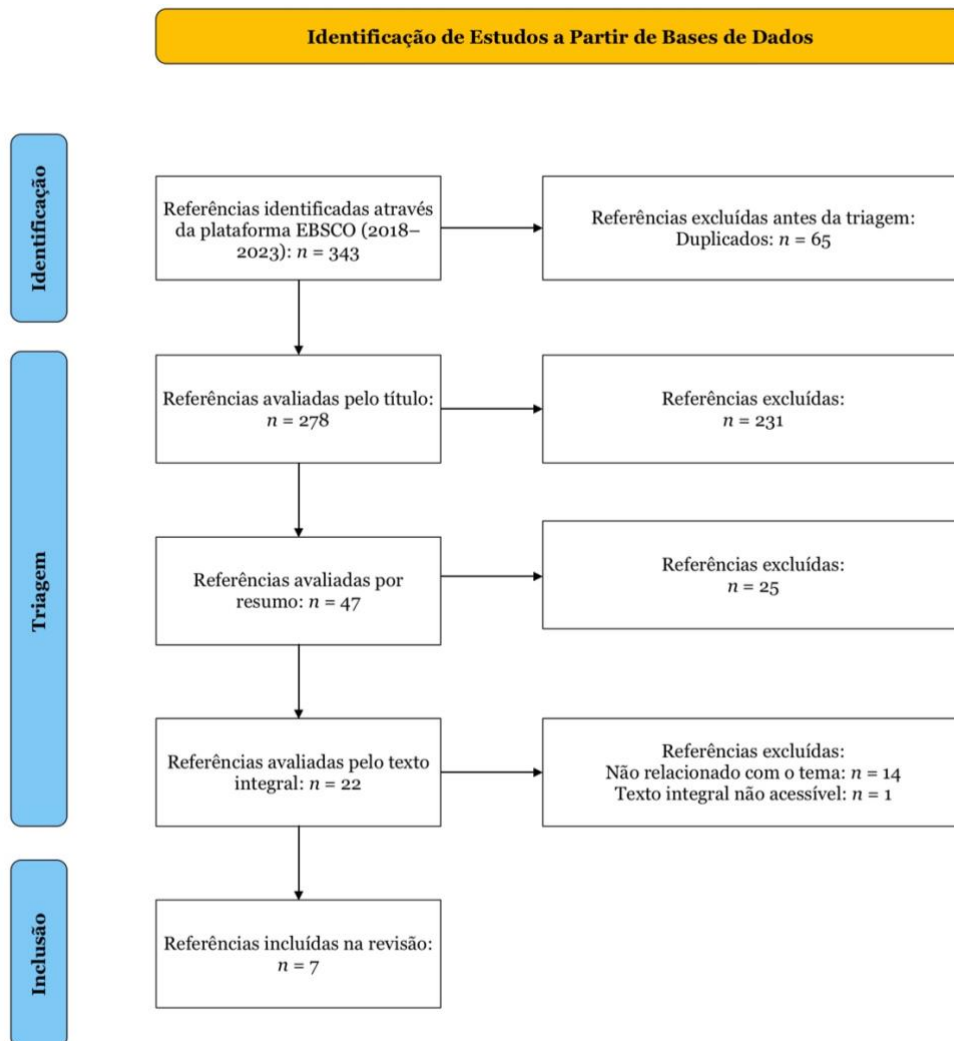 Identificação de Estudos a Partir de Bases de Dados
Identificação
Referências identificadas através
da plataforma EBSCO (2018–
2023): n = 343
Referências excluídas antes da triagem:
Duplicados: n = 65
Triagem
Referências avaliadas pelo título:
n = 278
Referências excluídas:
n = 231
Referências avaliadas por
resumo: n = 47
Referências excluídas:
n = 25
Referências avaliadas pelo texto
integral: n = 22
Referências excluídas:
Não relacionado com o tema: n = 14
Texto integral não acessível: n = 1
Inclusão
Referências incluídas na revisão:
n = 7